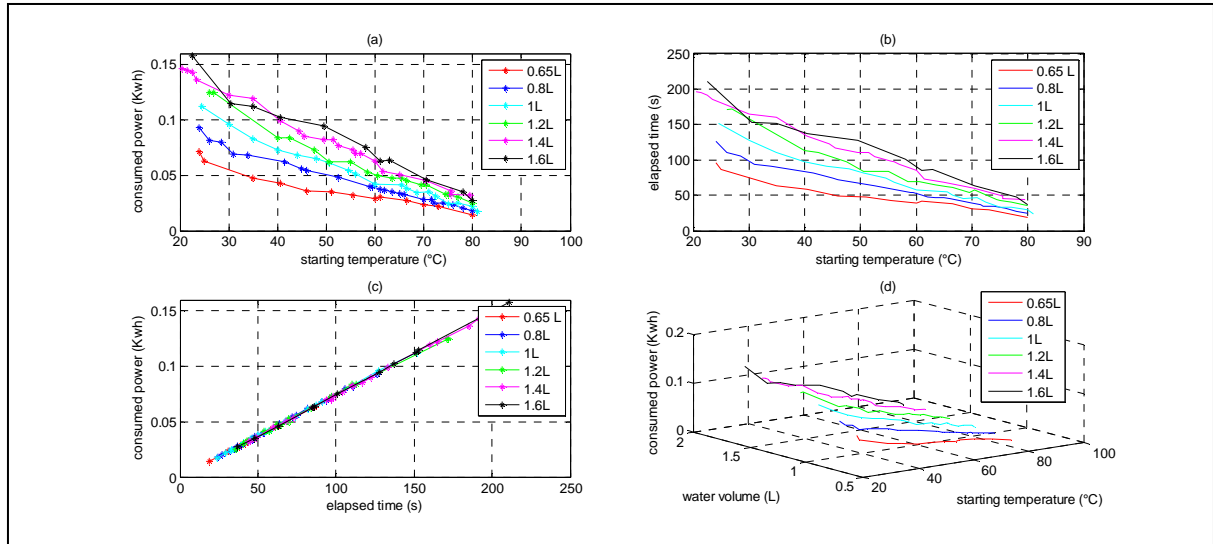 (a)
consumed power (Kwh)
0.15
0.1
0.05
0
20 30 40 50 60 70 80 90 100
starting temperature (°C)
0.65L
0.8L
1L
1.2L
1.4L
1.6L
(b)
elapsed time (s)
250
200
150
100
50
0
20 30 40 50 60 70 80 90
starting temperature (°C)
0.65 L
0.8L
1L
1.2L
1.4L
1.6L
(c)
consumed power (Kwh)
0.15
0.1
0.05
0
0 50 100 150 200 250
elapsed time (s)
0.65 L
0.8L
1L
1.2L
1.4L
1.6L
(d)
consumed power (Kwh)
0.2
0.1
0
2
1.5
1
0.5
water volume (L)
20
40
60
80
100
starting temperature (°C)
0.65L
0.8L
1L
1.2L
1.4L
1.6L